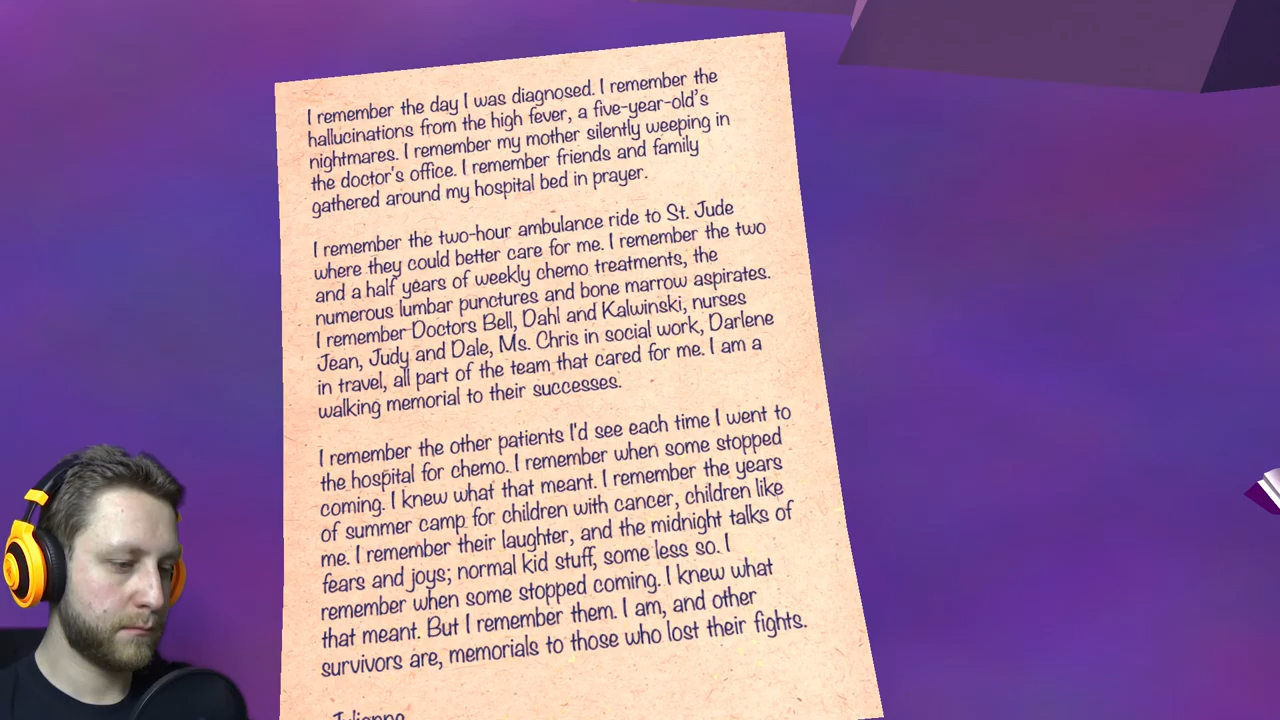 I remember the day I was diagnosed. I remember the
hallucinations from the high fever, a five-year-old's
nightmares. I remember my mother silently weeping in
the doctor's office. I remember friends and family
gathered around my hospital bed in prayer.
I remember the two-hour ambulance ride to St. Jude
where they could better care for me. I remember the two
and a half years of weekly chemo treatments, the
numerous lumbar punctures and bone marrow aspirates.
I remember Doctors Bell, Dahl and Kalwinski, nurses
Jean, Judy and Dale, Ms. Chris in social work, Darlene
in travel, all part of the team that cared for me. I am a
walking memorial to their successes.
I remember the other patients I'd see each time I went to
the hospital for chemo. I remember when some stopped
coming. I knew what that meant. I remember the years
of summer camp for children with cancer, children like
me. I remember their laughter, and the midnight talks of
fears and joys; normal kid stuff, some less so. I
remember when some stopped coming. I knew what
that meant. But I remember them. I am, and other
survivors are, memorials to those who lost their fights.